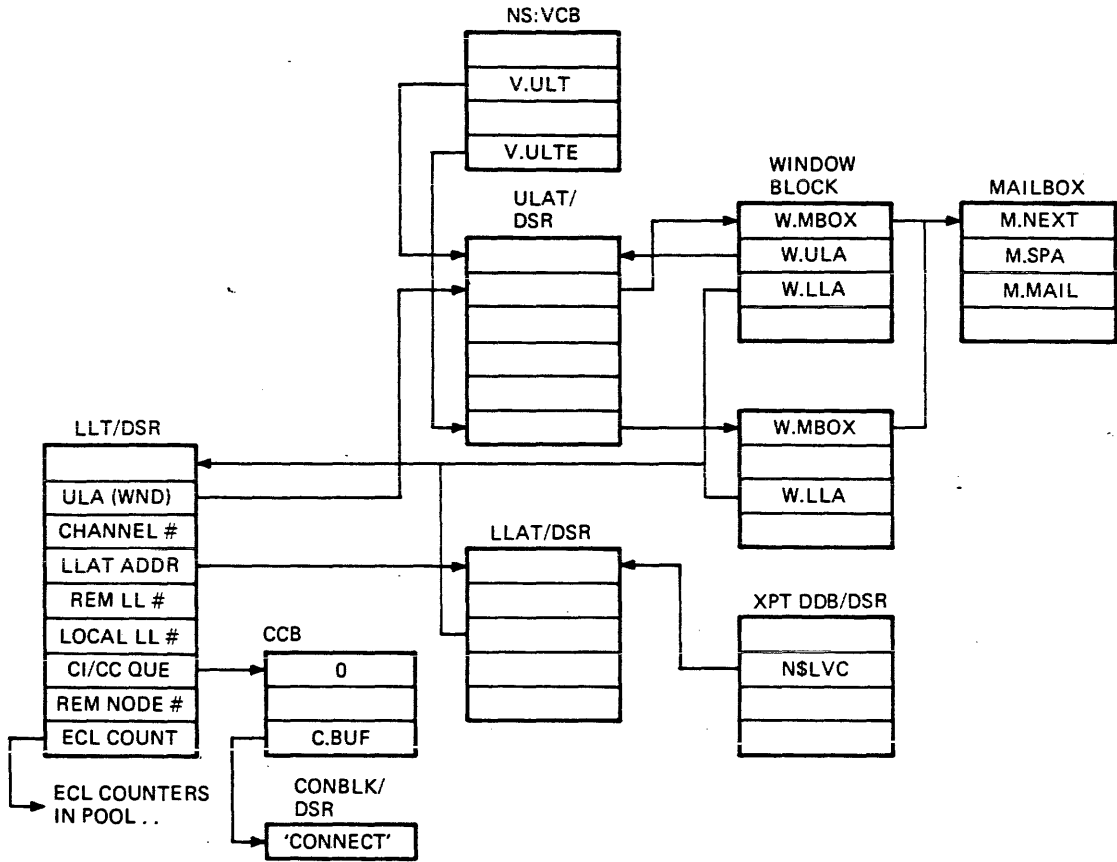 NS:VCB
V.ULT
V.ULTE
ULAT/
DSR
WINDOW
BLOCK
W.MBOX
W.ULA
W.LLA
MAILBOX
M.NEXT
M.SPA
M.MAIL
W.MBOX
W.LLA
LLT/DSR
ULA (WND)
CHANNEL #
LLAT ADDR
REM LL #
LOCAL LL #
CI/CC QUE
REM NODE #
ECL COUNT
ECL COUNTERS
IN POOL . .
CCB
0
C.BUF
CONBLK/
DSR
'CONNECT'
LLAT/DSR
XPT DDB/DSR
N$LVC